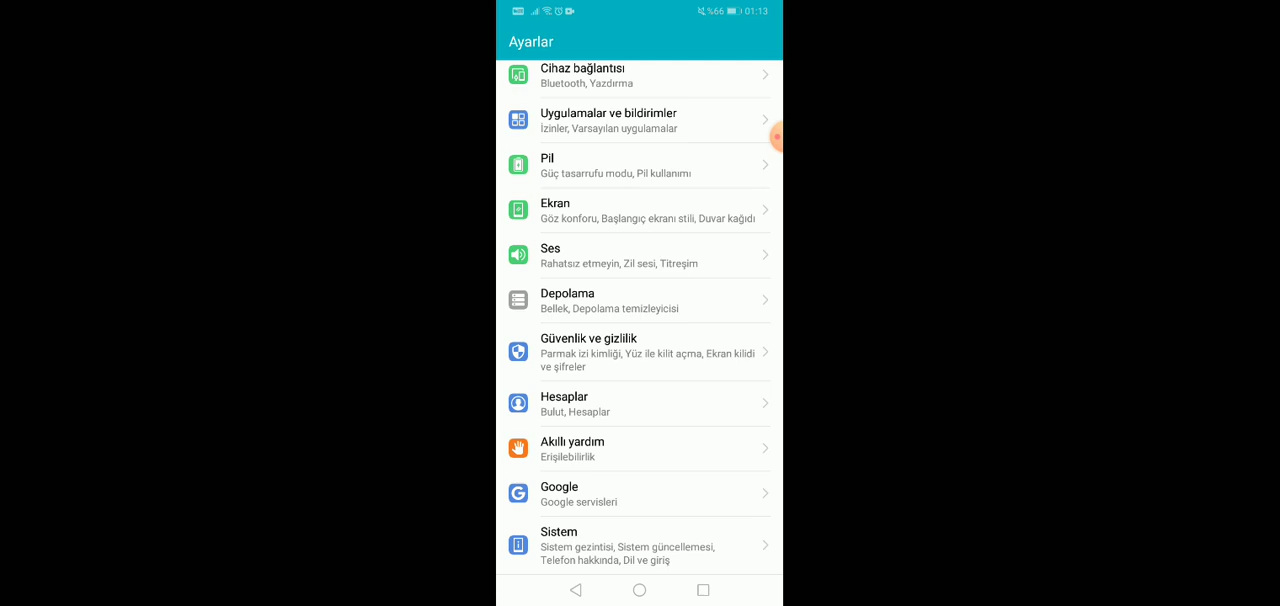 %66 01:13
Ayarlar
Cihaz bağlantısı
Bluetooth, Yazdırma
Uygulamalar ve bildirimler
İzinler, Varsayılan uygulamalar
Pil
Güç tasarrufu modu, Pil kullanımı
Ekran
Göz konforu, Başlangıç ekranı stili, Duvar kağıdı
Ses
Rahatsız etmeyin, Zil sesi, Titreşim
Depolama
Bellek, Depolama temizleyicisi
Güvenlik ve gizlilik
Parmak izi kimliği, Yüz ile kilit açma, Ekran kilidi
ve şifreler
Hesaplar
Bulut, Hesaplar
Akıllı yardım
Erişilebilirlik
Google
Google servisleri
Sistem
Sistem gezintisi, Sistem güncellemesi,
Telefon hakkında, Dil ve giriş